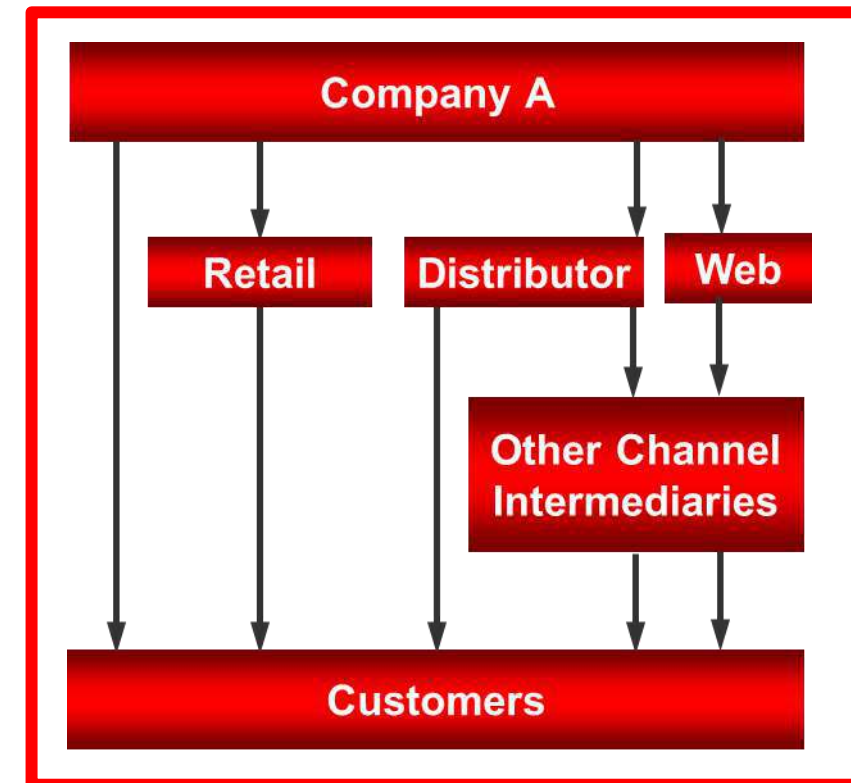 Company A
Retail
Distributor
Web
Other Channel
Intermediaries
Customers